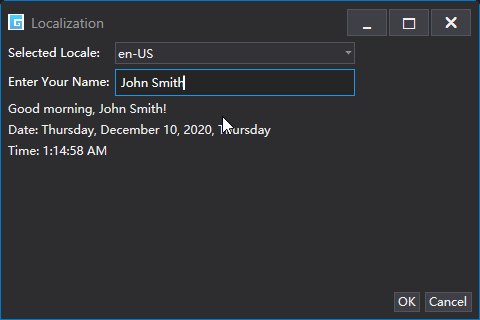 Localization
Selected Locale: en-US
Enter Your Name: John Smith
Good morning, John Smith!
Date: Thursday, December 10, 2020, Thursday
Time: 1:14:58 AM
OK Cancel